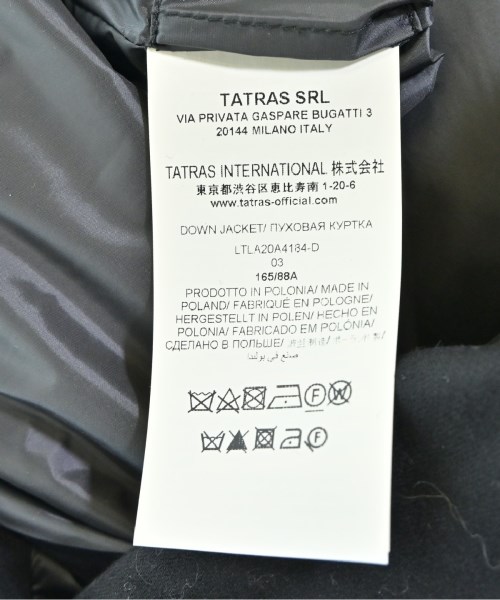 TATRAS SRL
VIA PRIVATA GASPARE BUGATTI 3
20144 MILANO ITALY
TATRAS INTERNATIONAL 株式会社
東京都渋谷区恵比寿南 1-20-6
www.tatras-official.com
DOWN JACKET/ ПУХОВАЯ КУРТКА
LTLA20A4184-D
03
165/88A
PRODOTTO IN POLONIA/ MADE IN
POLAND/ FABRIQUÉ EN POLOGNE/
HERGESTELLT IN POLEN/ HECHO EN
POLONIA/ FABRICADO EM POLÓNIA/
СДЕЛАНО В ПОЛЬШЕ/
صنع في بولندا
F W
F